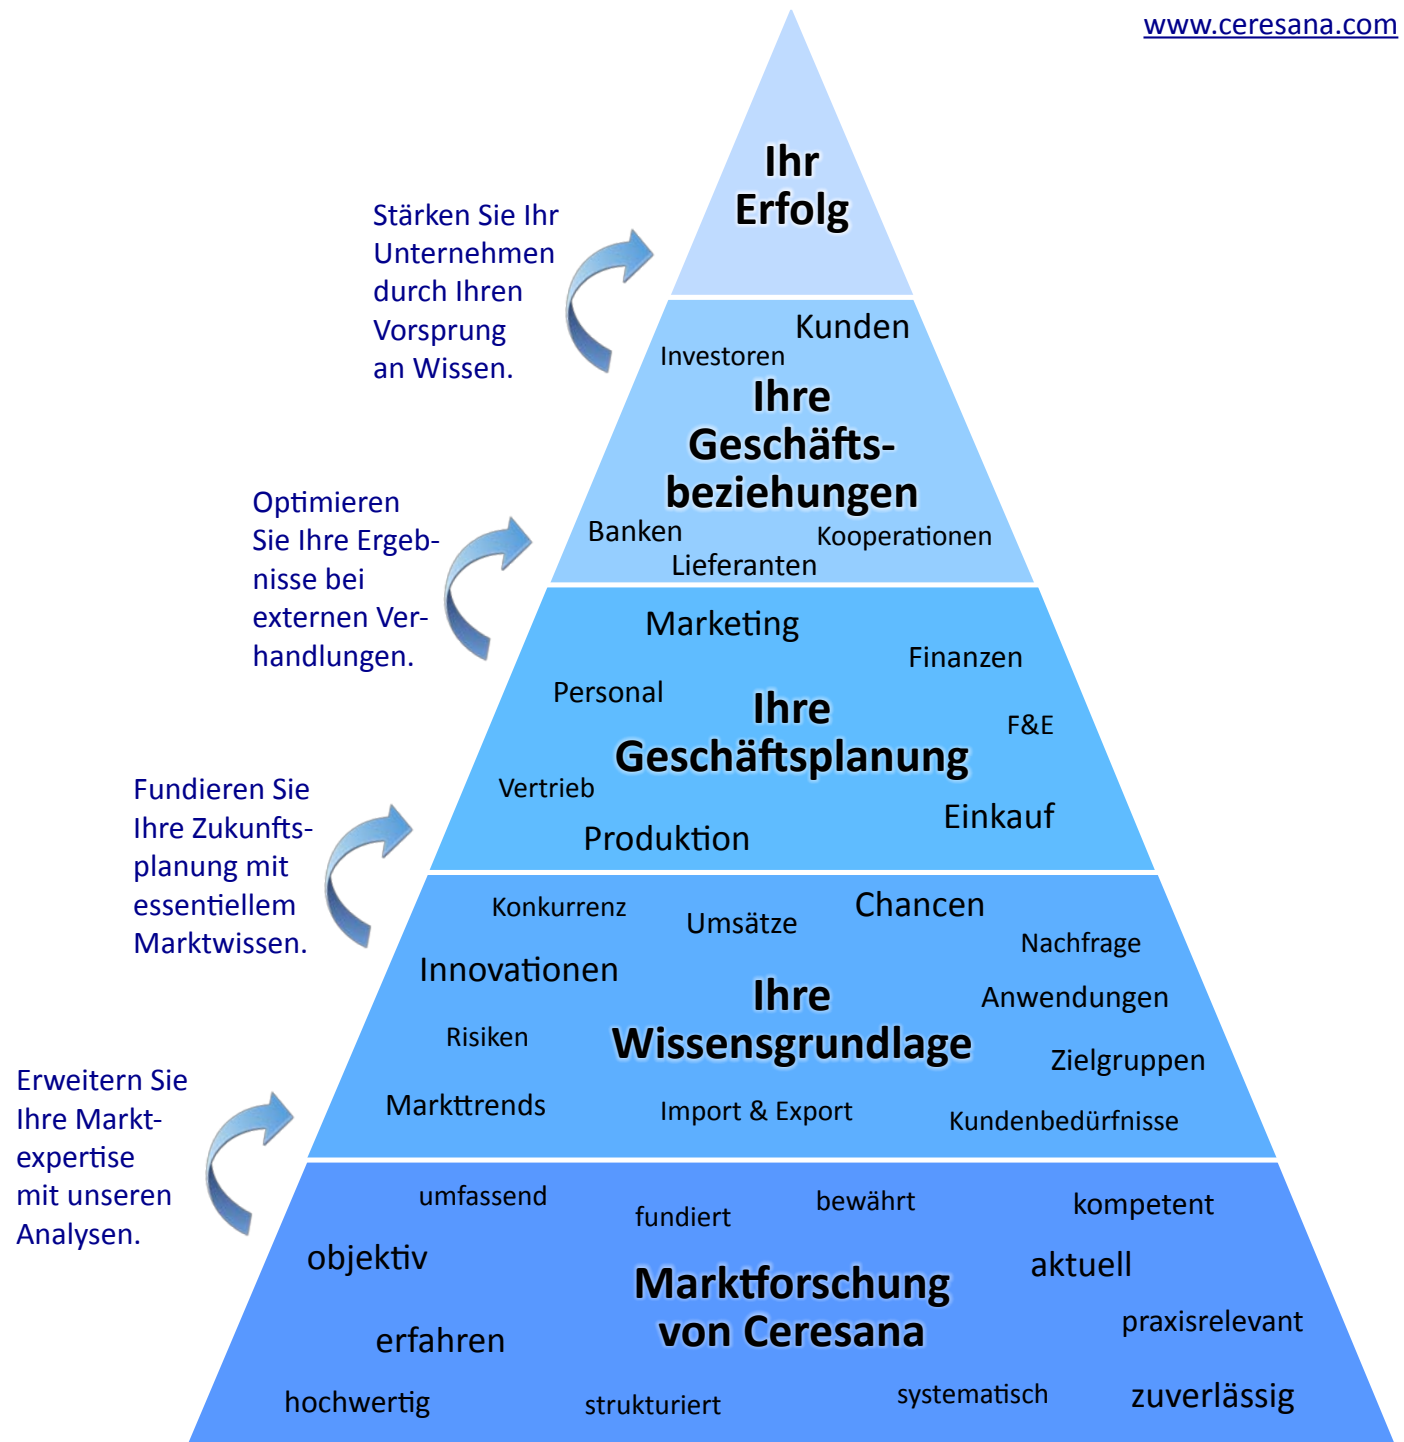 www.ceresana.com
Ihr
Erfolg
Stärken Sie Ihr
Unternehmen
durch Ihren
Vorsprung
an Wissen.
Kunden
Investoren
Ihre
Geschäfts-
beziehungen
Banken
Kooperationen
Lieferanten
Optimieren
Sie Ihre Ergeb-
nisse bei
externen Ver-
handlungen.
Marketing
Finanzen
Personal
Ihre
Geschäftsplanung
F&E
Vertrieb
Einkauf
Produktion
Fundieren Sie
Ihre Zukunfts-
planung mit
essentiellem
Marktwissen.
Konkurrenz
Umsätze
Chancen
Nachfrage
Innovationen
Ihre
Wissensgrundlage
Anwendungen
Risiken
Zielgruppen
Markttrends
Import & Export
Kundenbedürfnisse
Erweitern Sie
Ihre Markt-
expertise
mit unseren
Analysen.
umfassend
fundiert
bewährt
kompetent
objektiv
Marktforschung
von Ceresana
aktuell
erfahren
praxisrelevant
hochwertig
strukturiert
systematisch
zuverlässig